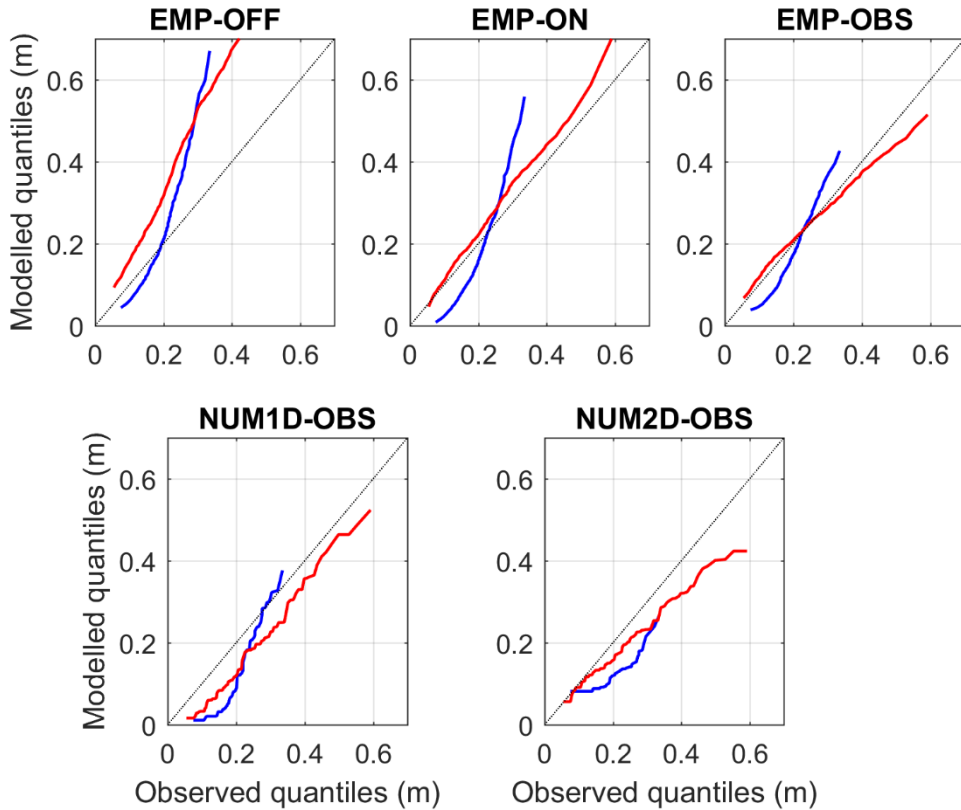 EMP-OFF EMP-ON EMP-OBS
Modelled quantiles (m)
0.6 0.6 0.6
0.4 0.4 0.4
0.2 0.2 0.2
0 0 0
0 0.2 0.4 0.6 0 0.2 0.4 0.6 0 0.2 0.4 0.6
NUM1D-OBS NUM2D-OBS
Modelled quantiles (m)
0.6 0.6
0.4 0.4
0.2 0.2
0 0
0 0.2 0.4 0.6 0 0.2 0.4 0.6
Observed quantiles (m) Observed quantiles (m)